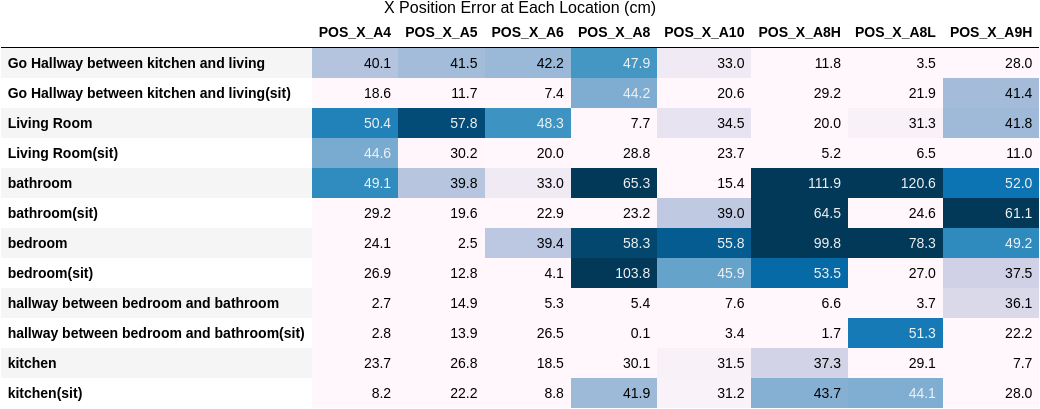 X Position Error at Each Location (cm)
POS_X_A4 POS_X_A5 POS_X_A6 POS_X_A8 POS_X_A10 POS_X_A8H POS_X_A8L POS_X_A9H
Go Hallway between kitchen and living 40.1 41.5 42.2 47.9 33.0 11.8 3.5 28.0
Go Hallway between kitchen and living(sit) 18.6 11.7 7.4 44.2 20.6 29.2 21.9 41.4
Living Room 50.4 57.8 48.3 7.7 34.5 20.0 31.3 41.8
Living Room(sit) 44.6 30.2 20.0 28.8 23.7 5.2 6.5 11.0
bathroom 49.1 39.8 33.0 65.3 15.4 111.9 120.6 52.0
bathroom(sit) 29.2 19.6 22.9 23.2 39.0 64.5 24.6 61.1
bedroom 24.1 2.5 39.4 58.3 55.8 99.8 78.3 49.2
bedroom(sit) 26.9 12.8 4.1 103.8 45.9 53.5 27.0 37.5
hallway between bedroom and bathroom 2.7 14.9 5.3 5.4 7.6 6.6 3.7 36.1
hallway between bedroom and bathroom(sit) 2.8 13.9 26.5 0.1 3.4 1.7 51.3 22.2
kitchen 23.7 26.8 18.5 30.1 31.5 37.3 29.1 7.7
kitchen(sit) 8.2 22.2 8.8 41.9 31.2 43.7 44.1 28.0